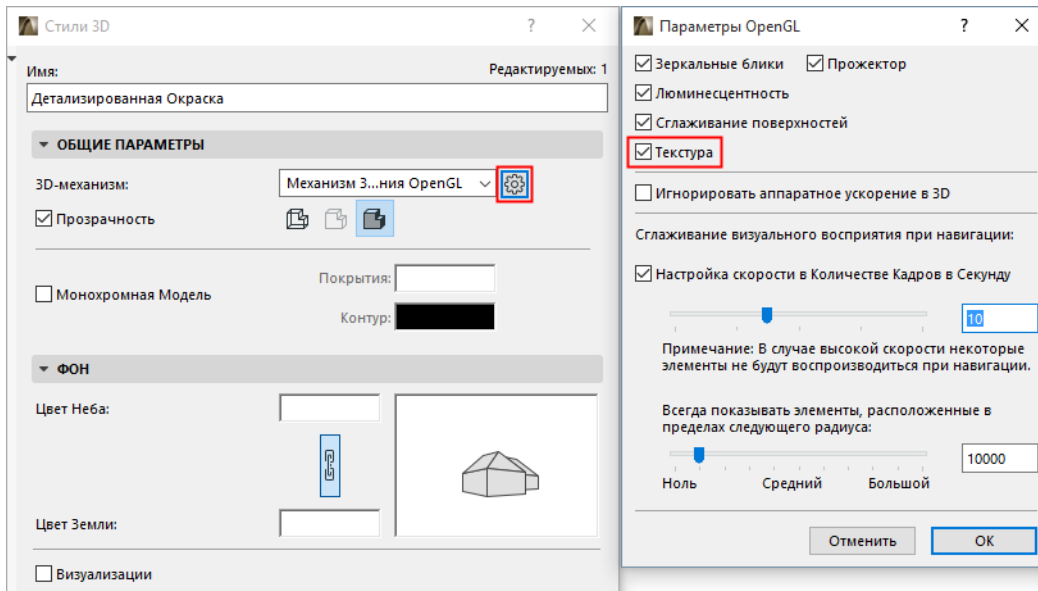 Стили 3D ? ×
Имя: Редактируемых: 1
Детализированная Окраска
ОБЩИЕ ПАРАМЕТРЫ
3D-механизм: Механизм 3...ния OpenGL
Прозрачность
Покрытия:
Монохромная Модель
Контур:
ФОН
Цвет Неба:
Цвет Земли:
Визуализации
Параметры OpenGL ? ×
Зеркальные блики Прожектор
Люминесцентность
Сглаживание поверхностей
Текстура
Игнорировать аппаратное ускорение в 3D
Сглаживание визуального восприятия при навигации:
Настройка скорости в Количестве Кадров в Секунду
10
Примечание: В случае высокой скорости некоторые
элементы не будут воспроизводиться при навигации.
Всегда показывать элементы, расположенные в
пределах следующего радиуса:
10000
Ноль Средний Большой
Отменить OK